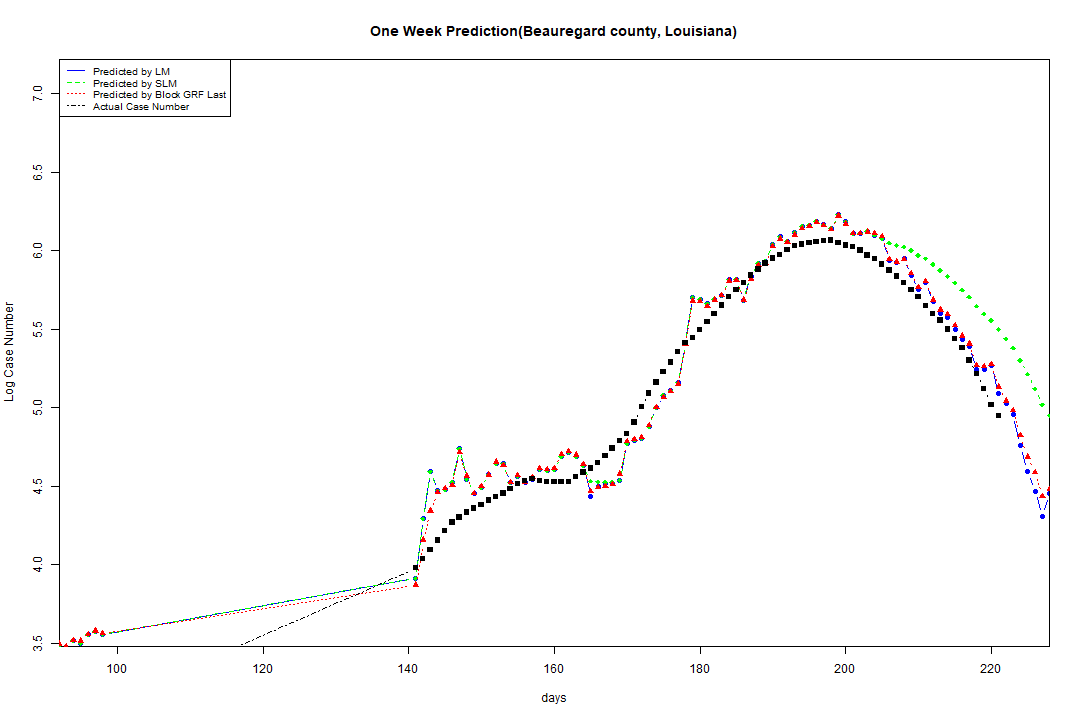 One Week Prediction(Beauregard county, Louisiana)
Predicted by LM
Predicted by SLM
Predicted by Block GRF Last
Actual Case Number
7.0
6.5
6.0
5.5
5.0
4.5
4.0
3.5
Log Case Number
100 120 140 160 180 200 220
days